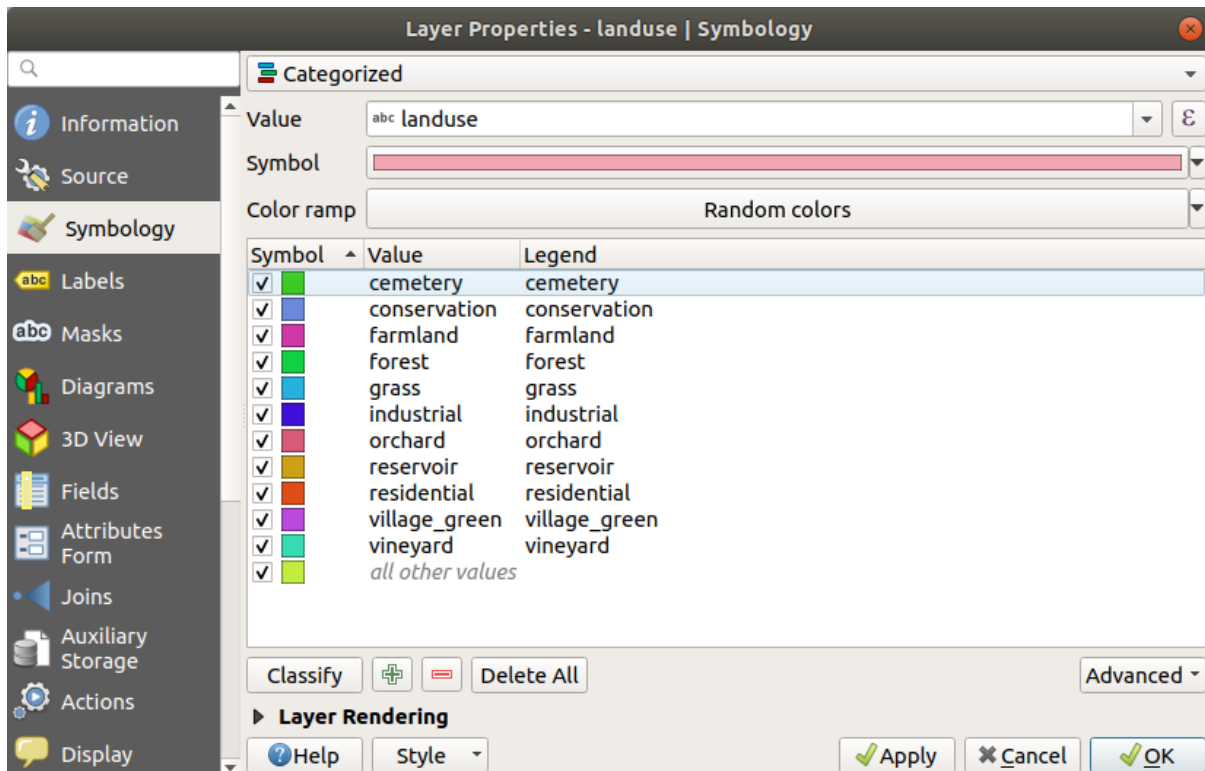 Layer Properties - landuse | Symbology
Information
Source
Symbology
abc Labels
abc Masks
Diagrams
3D View
Fields
Attributes
Form
Joins
Auxiliary
Storage
Actions
Display
Categorized
Value abc landuse ε
Symbol
Color ramp Random colors
Symbol Value Legend
cemetery cemetery
conservation conservation
farmland farmland
forest forest
grass grass
industrial industrial
orchard orchard
reservoir reservoir
residential residential
village_green village_green
vineyard vineyard
all other values
Classify Delete All Advanced
Layer Rendering
Help Style Apply Cancel OK